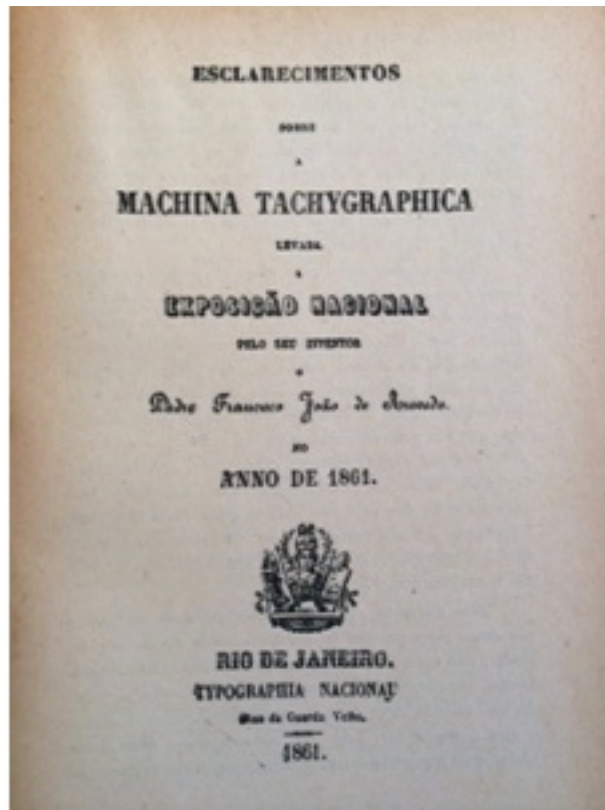 ESCLARECIMENTOS
SOBRE
A
MACHINA TACHYGRAPHICA
LEVADA
A
EXPOSIÇÃO NACIONAL
PELO SEU INVENTOR
O
Padre Francisco João de Azevedo.
NO
ANNO DE 1861.
RIO DE JANEIRO.
TYPOGRAPHIA NACIONAL
Rua da Guarda Velha.
1861.